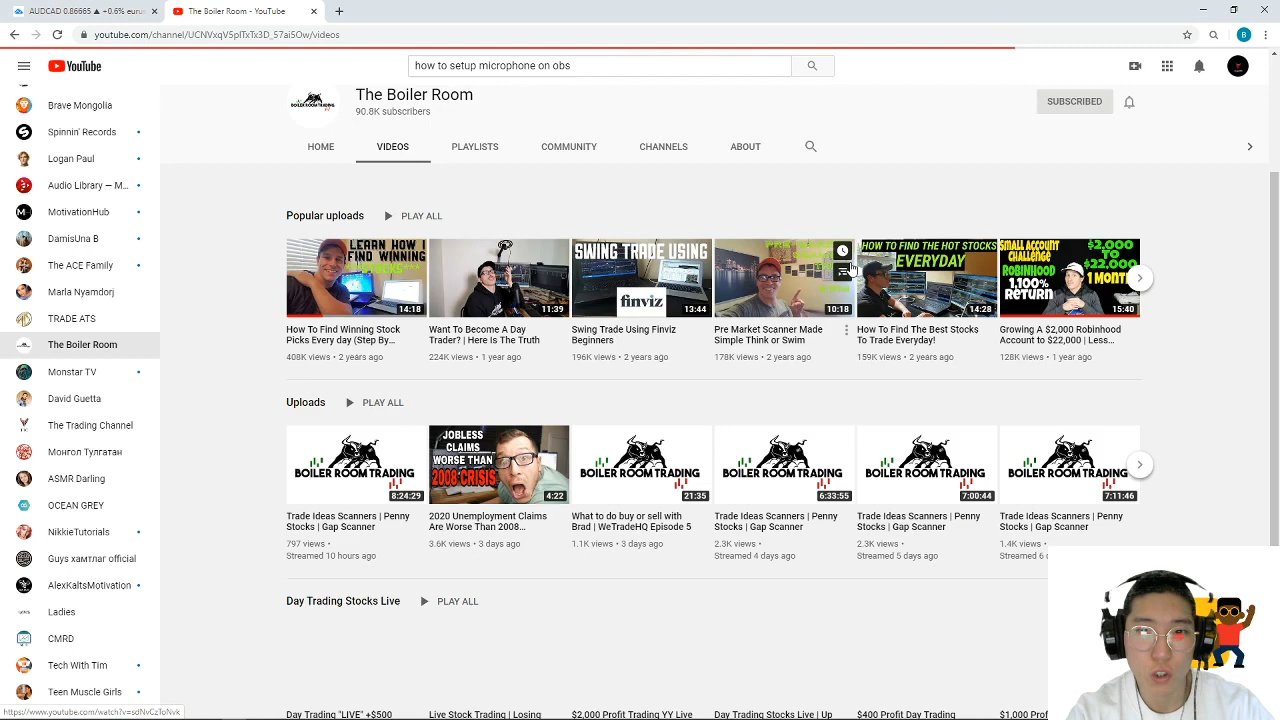 AUDCAD 0.86665 ▲ +0.6% eurus
The Boiler Room - YouTube
youtube.com/channel/UCNVxqV5pITxTx3D_57ai5Ow/videos
YouTube
how to setup microphone on obs
Brave Mongolia
Spinnin' Records
Logan Paul
Audio Library — M...
MotivationHub
DamisUna B
The ACE Family
Marla Nyamdorj
TRADE ATS
The Boiler Room
Monstar TV
David Guetta
The Trading Channel
Монгол Тулгатан
ASMR Darling
OCEAN GREY
NikkieTutorials
Guys хамтлаг official
AlexKaltsMotivation
Ladies
CMRD
Tech With Tim
Teen Muscle Girls
https://www.youtube.com/watch?v=sdNvCzToNvk
The Boiler Room
90.8K subscribers
SUBSCRIBED
HOME VIDEOS PLAYLISTS COMMUNITY CHANNELS ABOUT
Popular uploads PLAY ALL
LEARN HOW I
FIND WINNING
14:18
How To Find Winning Stock
Picks Every day (Step By...
408K views • 2 years ago
11:39
Want To Become A Day
Trader? | Here Is The Truth
224K views • 1 year ago
SWING TRADE USING
finviz
13:44
Swing Trade Using Finviz
Beginners
196K views • 2 years ago
10:18
Pre Market Scanner Made
Simple Think or Swim
178K views • 2 years ago
HOW TO FIND THE HOT STOCKS
EVERYDAY
14:28
How To Find The Best Stocks
To Trade Everyday!
159K views • 2 years ago
SMALL ACCOUNT
CHALLENGE
ROBINHOOD
1,100%
RETURN
$2,000
TO
$22,000
1 MONTH
15:40
Growing A $2,000 Robinhood
Account to $22,000 | Less...
128K views • 1 year ago
Uploads PLAY ALL
BOILER ROOM TRADING
8:24:29
Trade Ideas Scanners | Penny
Stocks | Gap Scanner
797 views •
Streamed 10 hours ago
JOBLESS
CLAIMS
WORSE THAN
2008 CRISIS
4:22
2020 Unemployment Claims
Are Worse Than 2008...
3.6K views • 3 days ago
BOILER ROOM TRADING
21:35
What to do buy or sell with
Brad | WeTradeHQ Episode 5
1.1K views • 3 days ago
BOILER ROOM TRADING
6:33:55
Trade Ideas Scanners | Penny
Stocks | Gap Scanner
2.3K views •
Streamed 4 days ago
BOILER ROOM TRADING
7:00:44
Trade Ideas Scanners | Penny
Stocks | Gap Scanner
2.3K views •
Streamed 5 days ago
BOILER ROOM TRADING
7:11:46
Trade Ideas Scanners | Penny
Stocks | Gap Scanner
1.4K views •
Streamed 6
Day Trading Stocks Live PLAY ALL
Day Trading "LIVE" +$500
Live Stock Trading | Losing
$2,000 Profit Trading YY Live
Day Trading Stocks Live | Up
$400 Profit Day Trading
$1,000 Profit